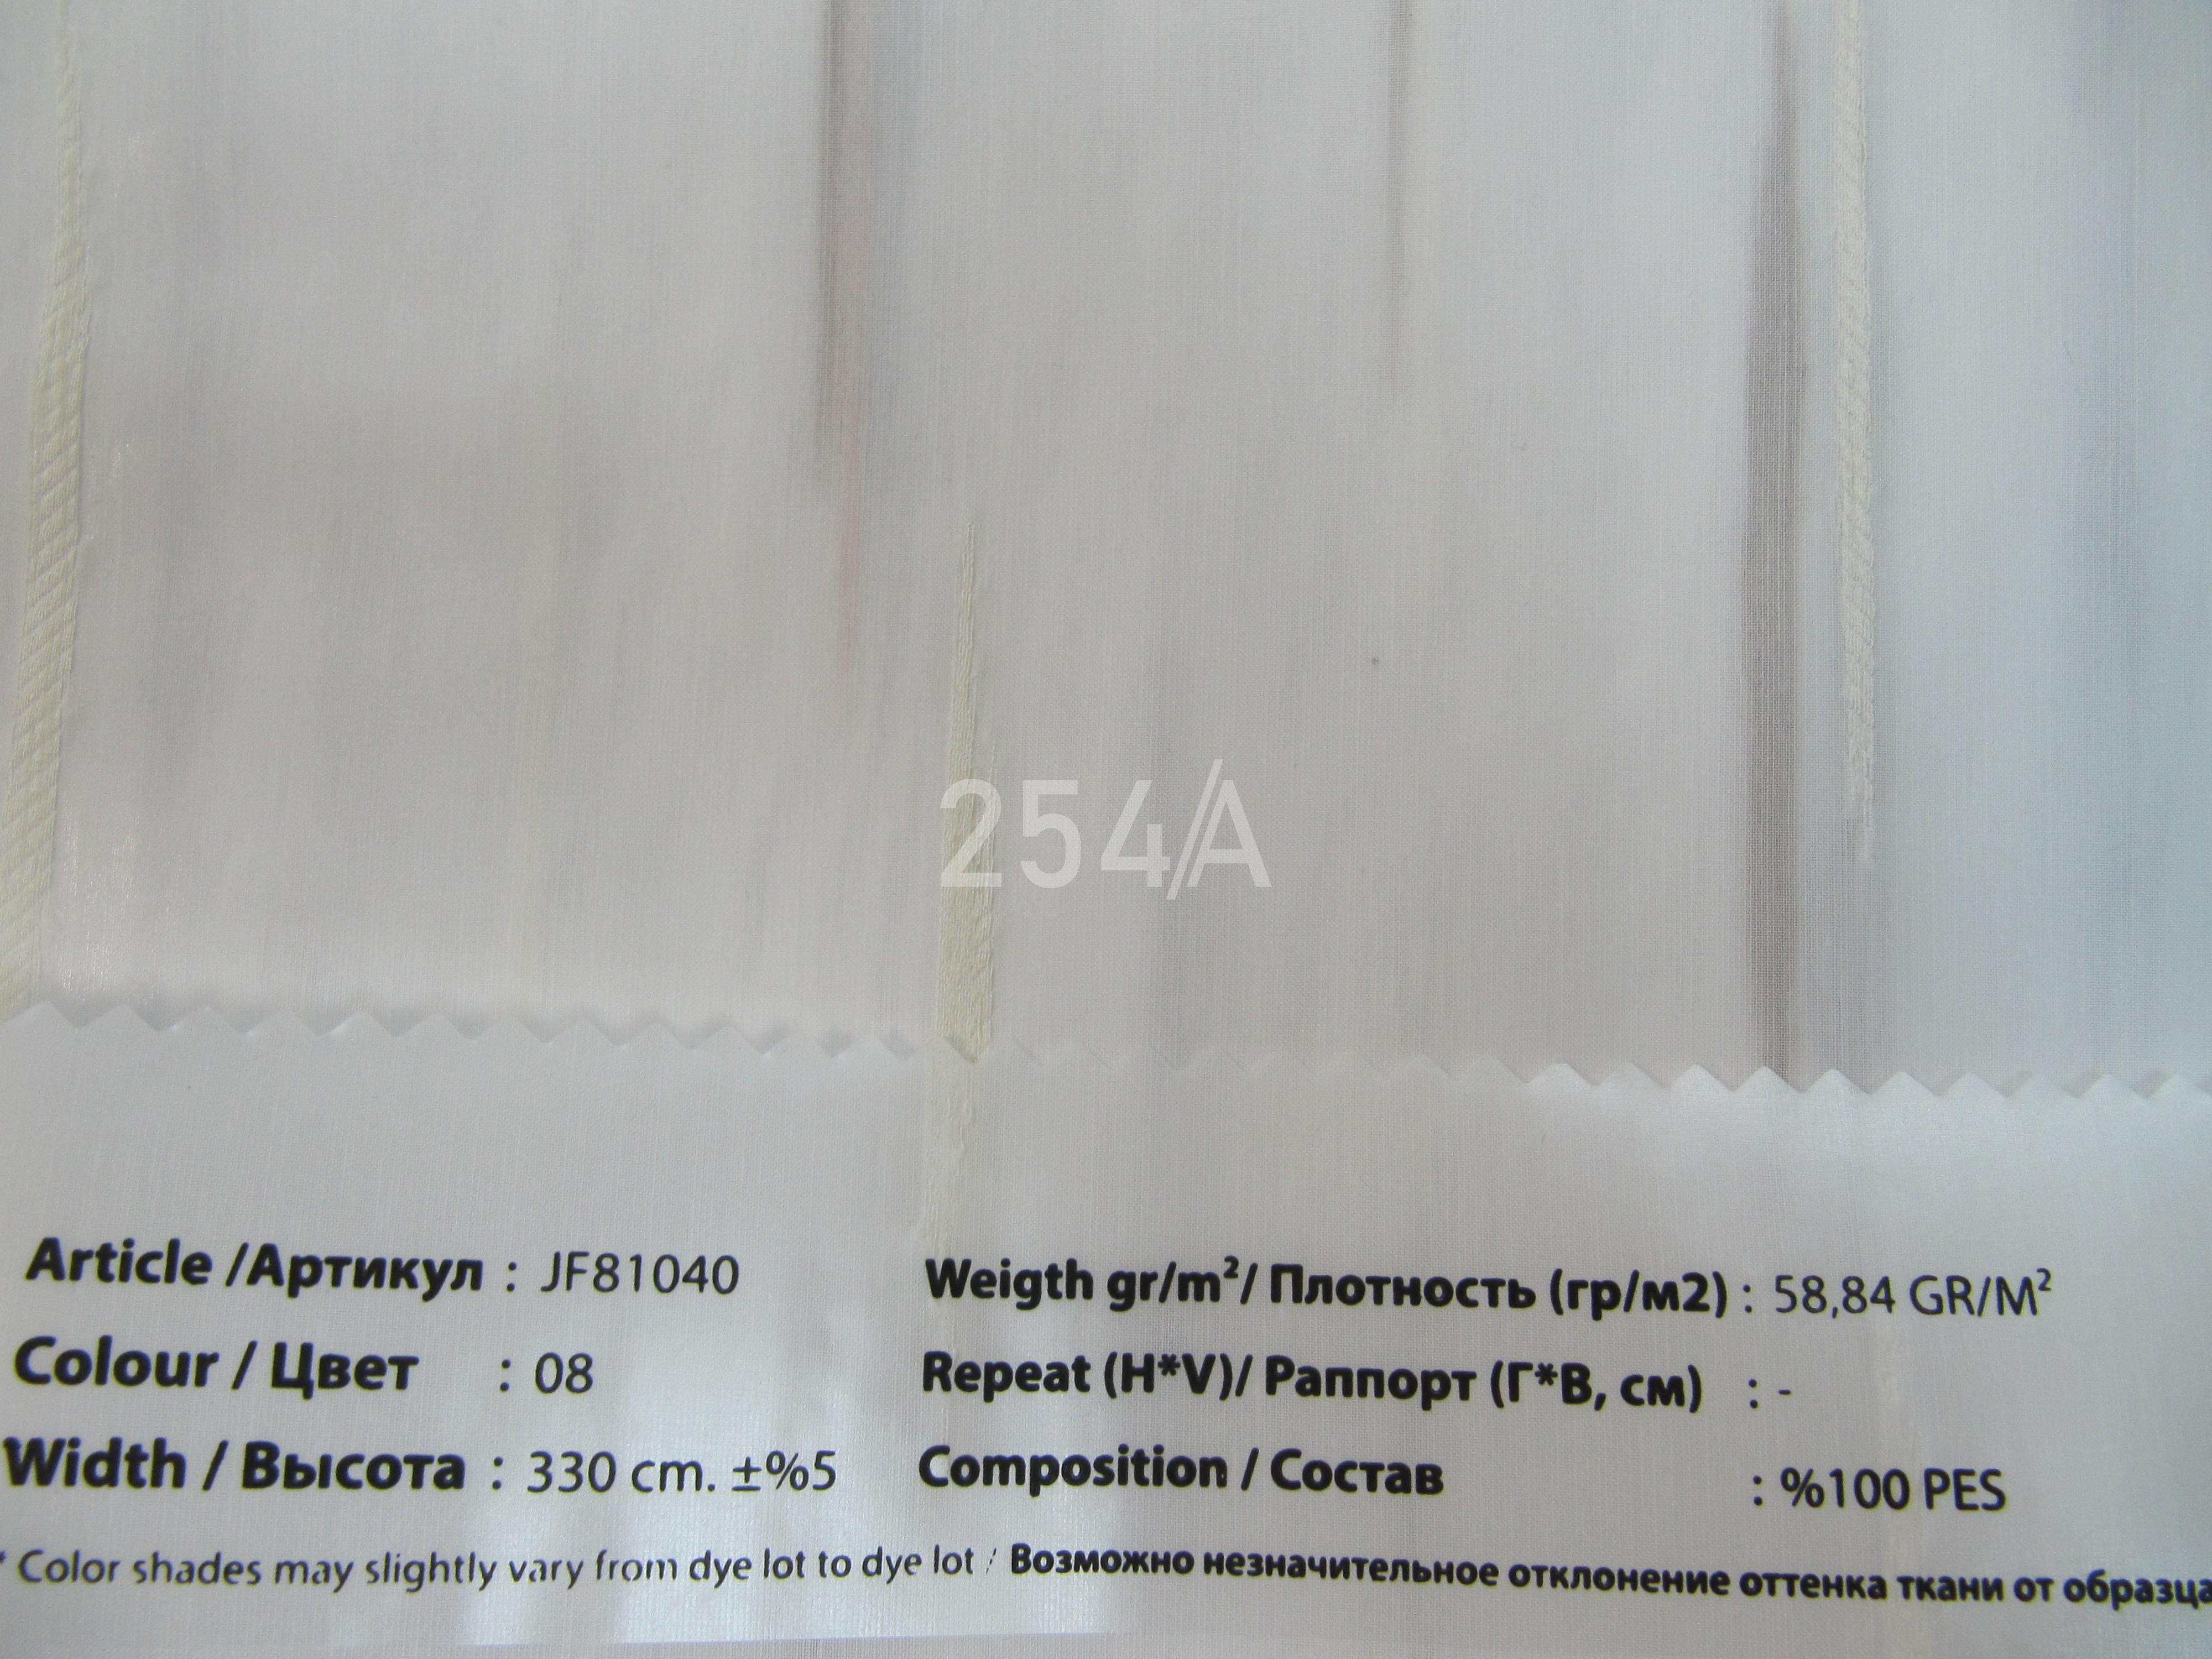 254/A
Article /Артикул : JF81040
Colour / Цвет : 08
Width / Высота : 330 cm. ±%5
Weigth gr/m²/ Плотность (гр/м2) : 58,84 GR/M²
Repeat (H*V)/ Раппорт (Г*В, см) : -
Composition / Состав : %100 PES
* Color shades may slightly vary from dye lot to dye lot / Возможно незначительное отклонение оттенка ткани от образца